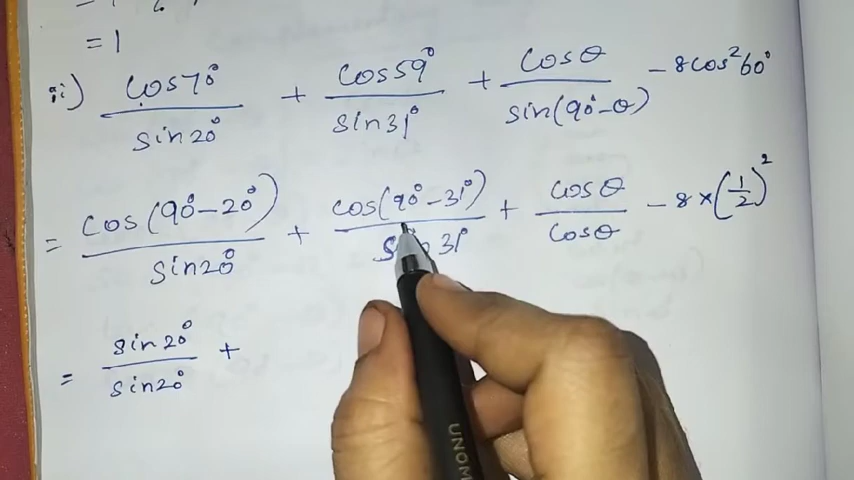 = 1
ii) cos70°/sin20° + cos59°/sin31° + cosθ/sin(90°-θ) - 8cos²60°
= cos(90°-20°)/sin20° + cos(90°-31°)/sin31° + cosθ/cosθ - 8×(1/2)²
= sin20°/sin20° +
UNOM